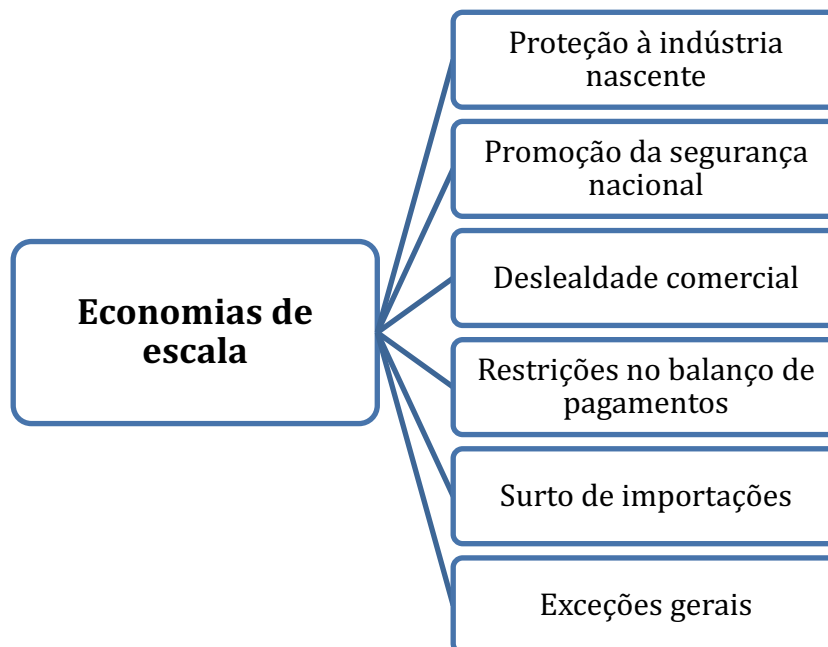 Proteção à indústria
nascente
Promoção da segurança
nacional
Deslealdade comercial
Economias de
escala
Restrições no balanço de
pagamentos
Surto de importações
Exceções gerais